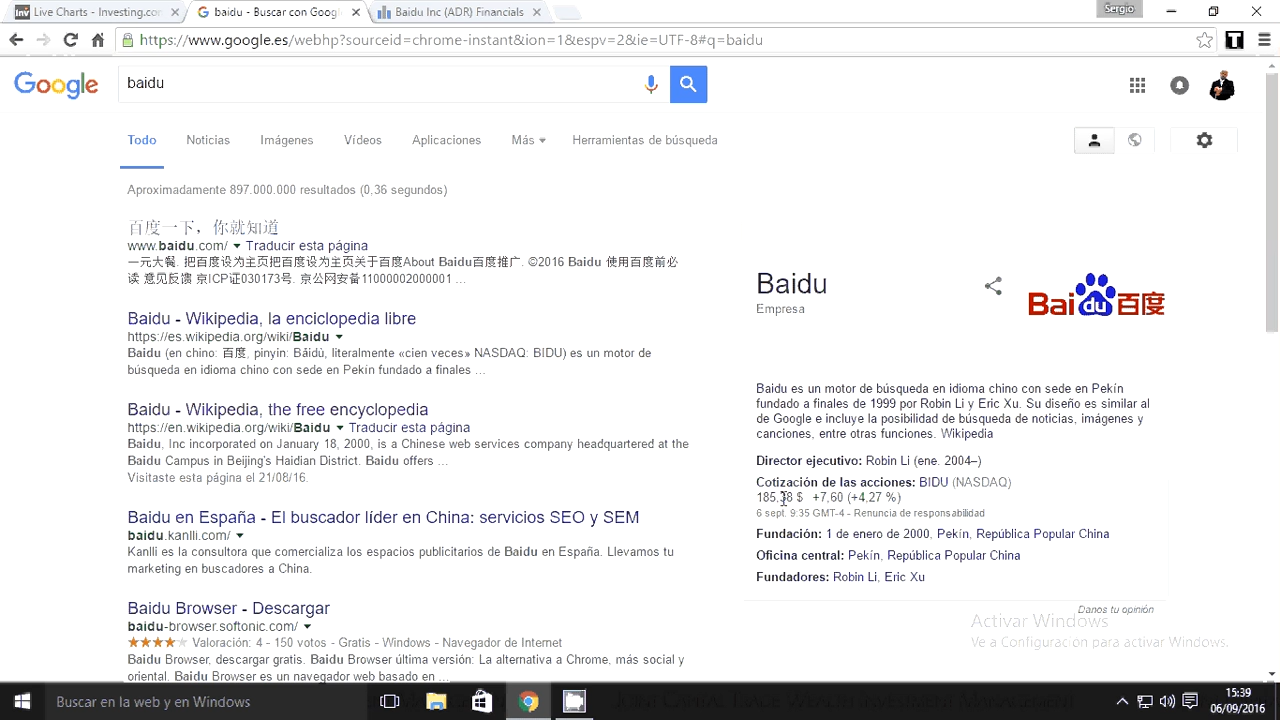 Live Charts - Investing.com
baidu - Buscar con Google
Baidu Inc (ADR) Financials
Sergio
https://www.google.es/webhp?sourceid=chrome-instant&ion=1&espv=2&ie=UTF-8#q=baidu
Google
baidu
Todo Noticias Imágenes Vídeos Aplicaciones Más Herramientas de búsqueda
Aproximadamente 897.000.000 resultados (0,36 segundos)
百度一下，你就知道
www.baidu.com/ Traducir esta página
一元大餐. 把百度设为主页把百度设为主页关于百度About Baidu百度推广. ©2016 Baidu 使用百度前必
读 意见反馈 京ICP证030173号. 京公网安备11000002000001 ...
Baidu - Wikipedia, la enciclopedia libre
https://es.wikipedia.org/wiki/Baidu
Baidu (en chino: 百度, pinyin: Bǎidù, literalmente «cien veces» NASDAQ: BIDU) es un motor de
búsqueda en idioma chino con sede en Pekín fundado a finales ...
Baidu - Wikipedia, the free encyclopedia
https://en.wikipedia.org/wiki/Baidu Traducir esta página
Baidu, Inc incorporated on January 18, 2000, is a Chinese web services company headquartered at the
Baidu Campus in Beijing's Haidian District. Baidu offers ...
Visitaste esta página el 21/08/16.
Baidu en España - El buscador líder en China: servicios SEO y SEM
baidu.kanlli.com/
Kanlli es la consultora que comercializa los espacios publicitarios de Baidu en España. Llevamos tu
marketing en buscadores a China.
Baidu Browser - Descargar
baidu-browser.softonic.com/
Valoración: 4 - 150 votos - Gratis - Windows - Navegador de Internet
Baidu Browser, descargar gratis. Baidu Browser última versión: La alternativa a Chrome, más social y
oriental. Baidu Browser es un navegador web basado en ...
Baidu
Empresa
Bai du 百度
Baidu es un motor de búsqueda en idioma chino con sede en Pekín
fundado a finales de 1999 por Robin Li y Eric Xu. Su diseño es similar al
de Google e incluye la posibilidad de búsqueda de noticias, imágenes y
canciones, entre otras funciones. Wikipedia
Director ejecutivo: Robin Li (ene. 2004–)
Cotización de las acciones: BIDU (NASDAQ)
$ +7,60 (+4,27 %)
6 sept. 9:35 GMT-4 - Renuncia de responsabilidad
Fundación: 1 de enero de 2000, Pekín, República Popular China
Oficina central: Pekín, República Popular China
Fundadores: Robin Li, Eric Xu
Danos tu opinión
Activar Windows
Ve a Configuración para activar Windows.
Buscar en la web y en Windows
15:39
06/09/2016